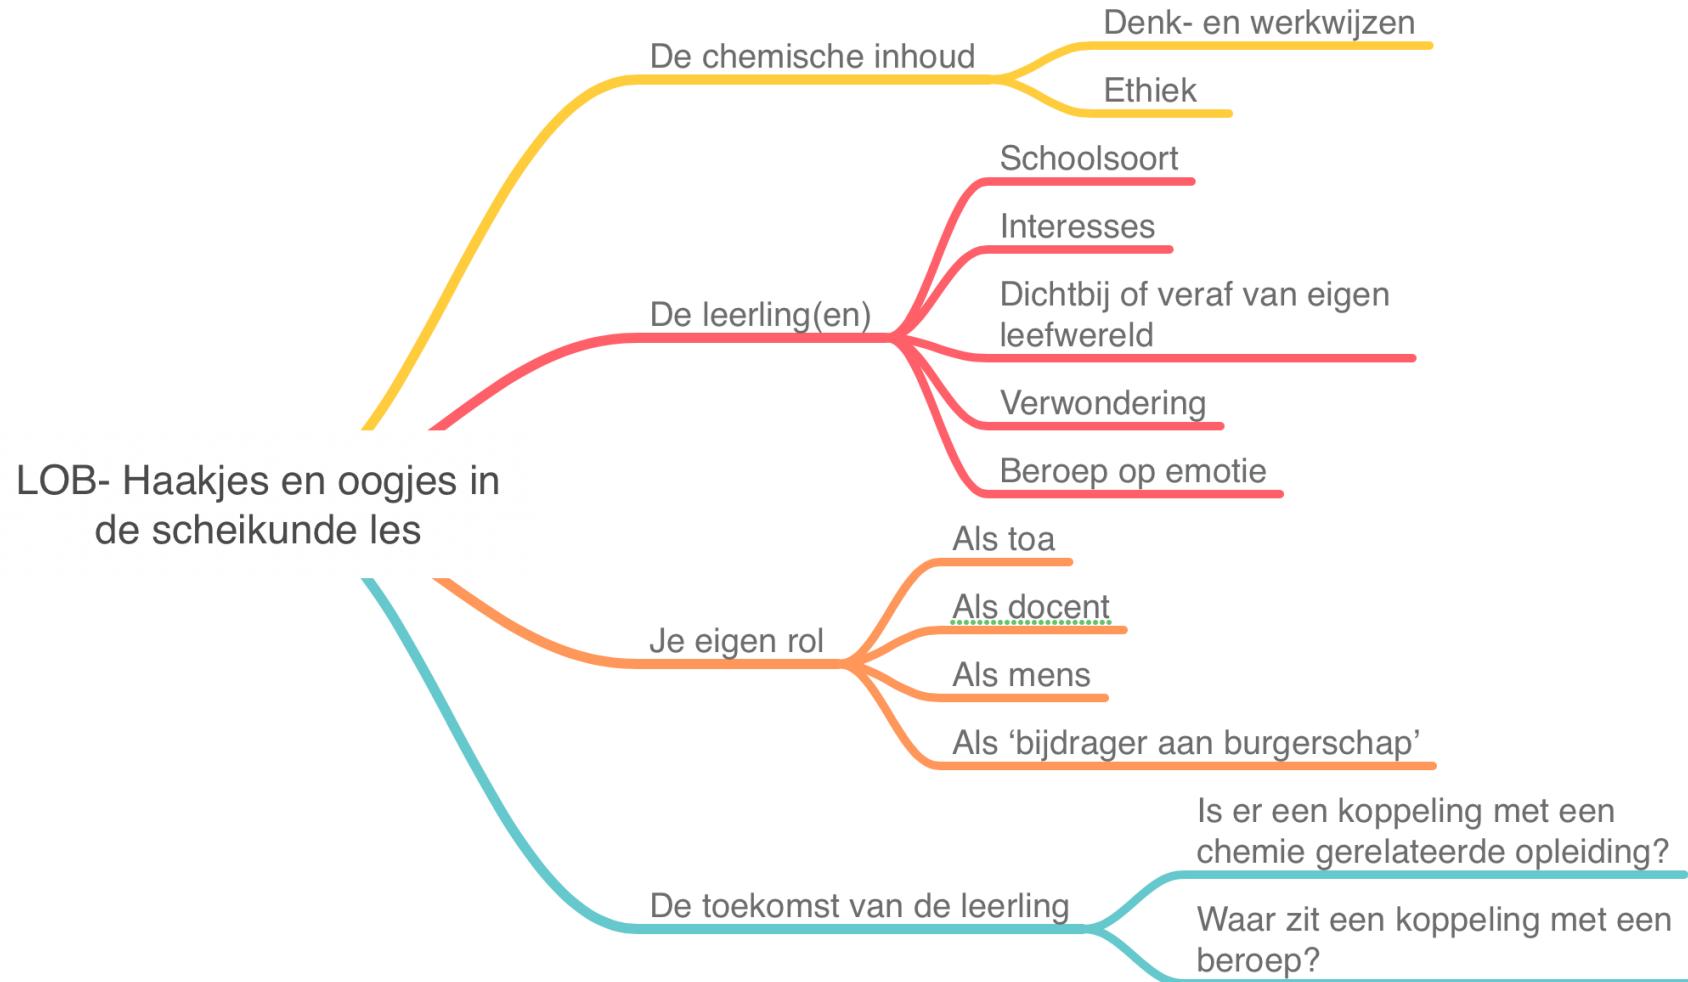 LOB- Haakjes en oogjes in
de scheikunde les
De chemische inhoud
Denk- en werkwijzen
Ethiek
De leerling(en)
Schoolsoort
Interesses
Dichtbij of veraf van eigen
leefwereld
Verwondering
Beroep op emotie
Je eigen rol
Als toa
Als docent
Als mens
Als ‘bijdrager aan burgerschap’
De toekomst van de leerling
Is er een koppeling met een
chemie gerelateerde opleiding?
Waar zit een koppeling met een
beroep?